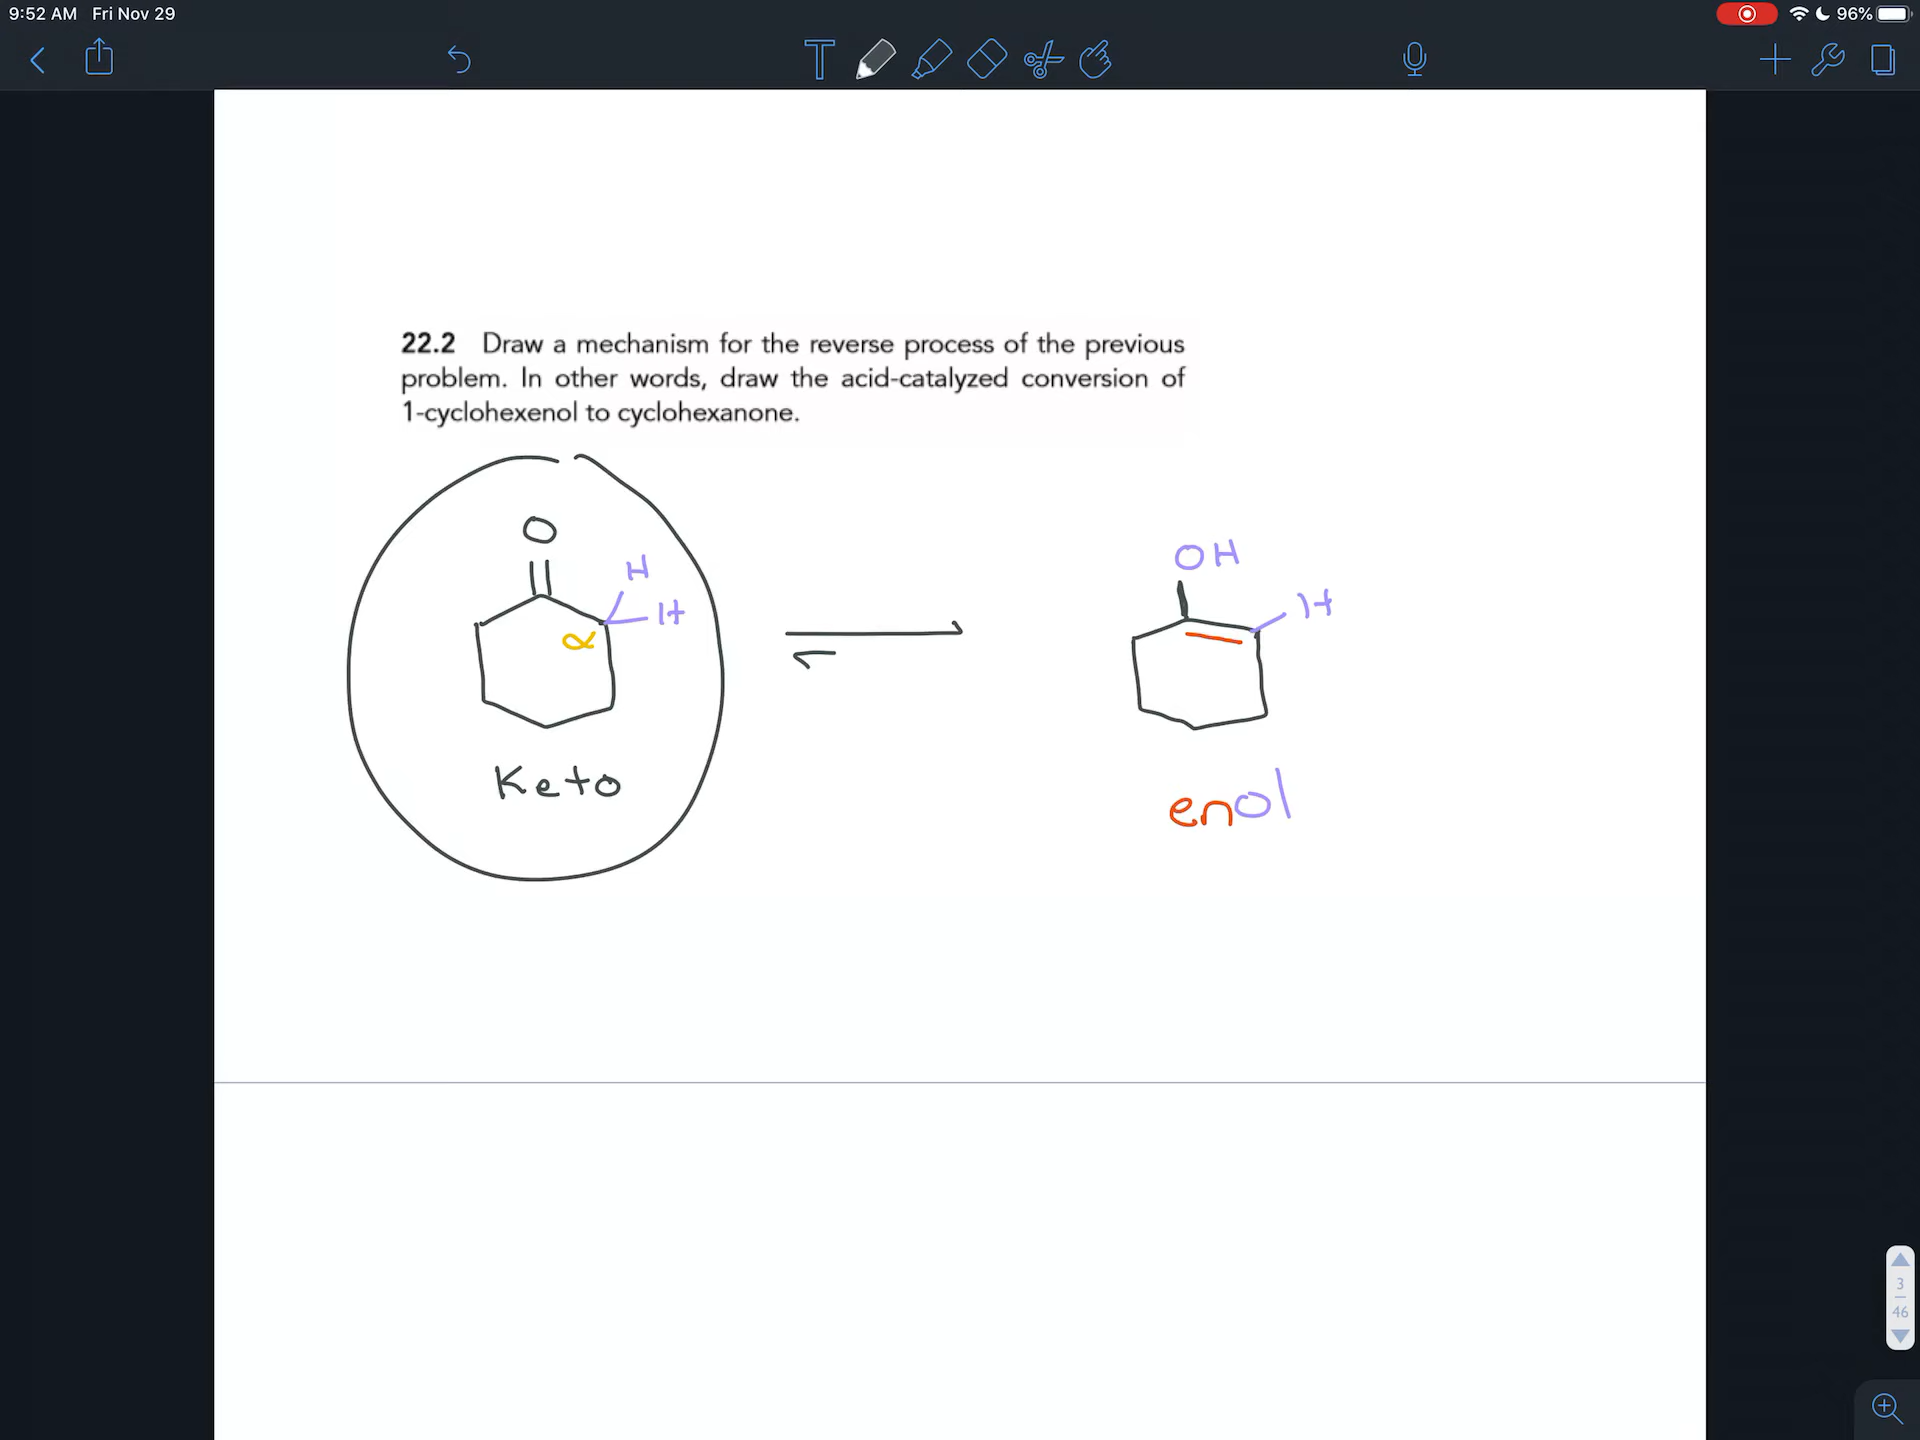 9:52 AM Fri Nov 29
96%
T
22.2 Draw a mechanism for the reverse process of the previous
problem. In other words, draw the acid-catalyzed conversion of
1-cyclohexenol to cyclohexanone.
O
H
H
α
Keto
OH
H
enol
3
46